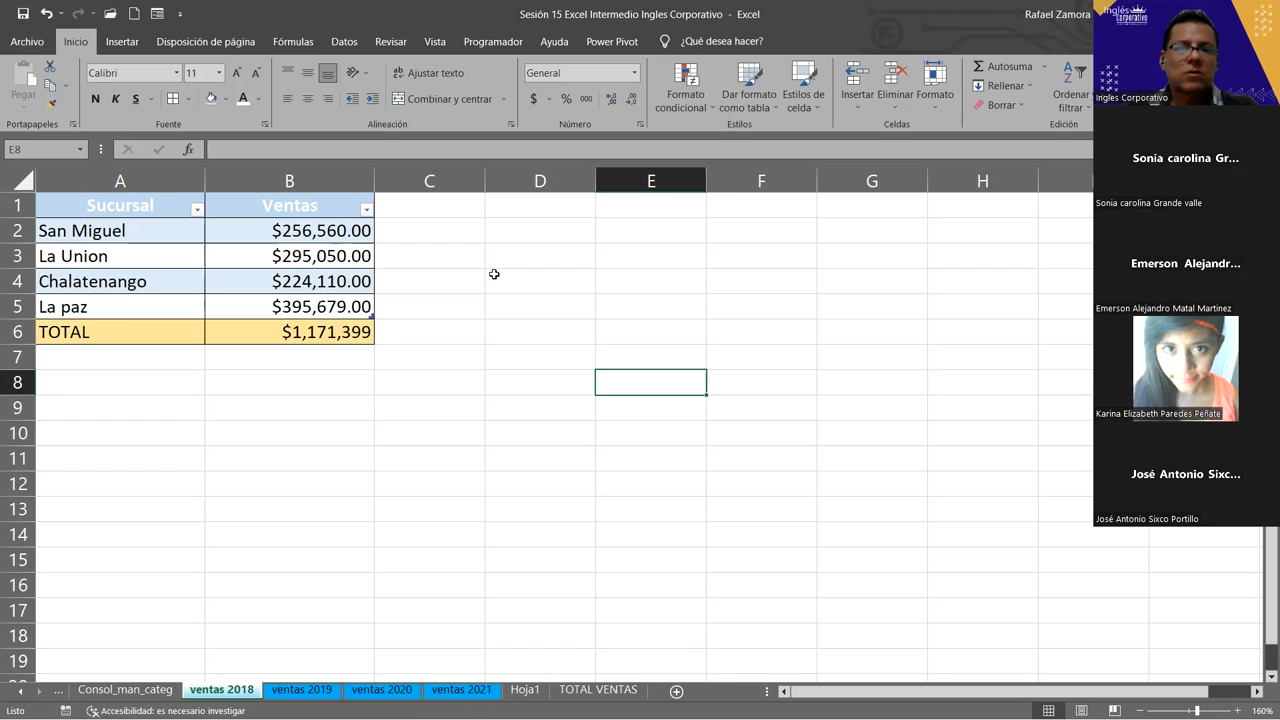 Sesión 15 Excel Intermedio Ingles Corporativo - Excel
Rafael Zamora
Archivo Inicio Insertar Disposición de página Fórmulas Datos Revisar Vista Programador Ayuda Power Pivot ¿Qué desea hacer?
Pegar
Calibri 11
N K S
Ajustar texto
Combinar y centrar
General
$ % 000
Formato condicional
Dar formato como tabla
Estilos de celda
Insertar Eliminar Formato
Autosuma
Rellenar
Borrar
Ordenar
filtrar
Portapapeles Fuente Alineación Número Estilos Celdas Edición
E8 fx
A B C D E F G H
1 Sucursal Ventas
2 San Miguel $256,560.00
3 La Union $295,050.00
4 Chalatenango $224,110.00
5 La paz $395,679.00
6 TOTAL $1,171,399
7
8
9
10
11
12
13
14
15
16
17
18
19
... Consol_man_categ ventas 2018 ventas 2019 ventas 2020 ventas 2021 Hoja1 TOTAL VENTAS
Listo Accesibilidad: es necesario investigar 160%
Inglés
Corporativo
Ingles Corporativo
Sonia carolina Gr...
Sonia carolina Grande valle
Emerson Alejandr...
Emerson Alejandro Matal Martinez
Karina Elizabeth Paredes Peñate
José Antonio Sixc...
José Antonio Sixco Portillo